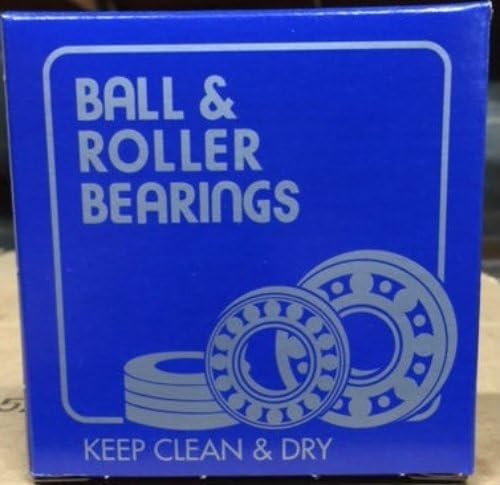 BALL &
ROLLER
BEARINGS
KEEP CLEAN & DRY